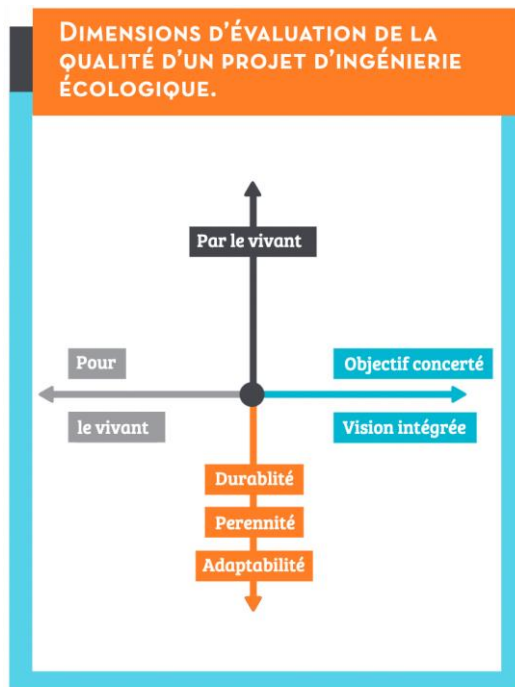 DIMENSIONS D'ÉVALUATION DE LA
QUALITÉ D'UN PROJET D'INGÉNIERIE
ÉCOLOGIQUE.
Par le vivant
Pour
le vivant
Objectif concerté
Vision intégrée
Durablité
Perennité
Adaptabilité